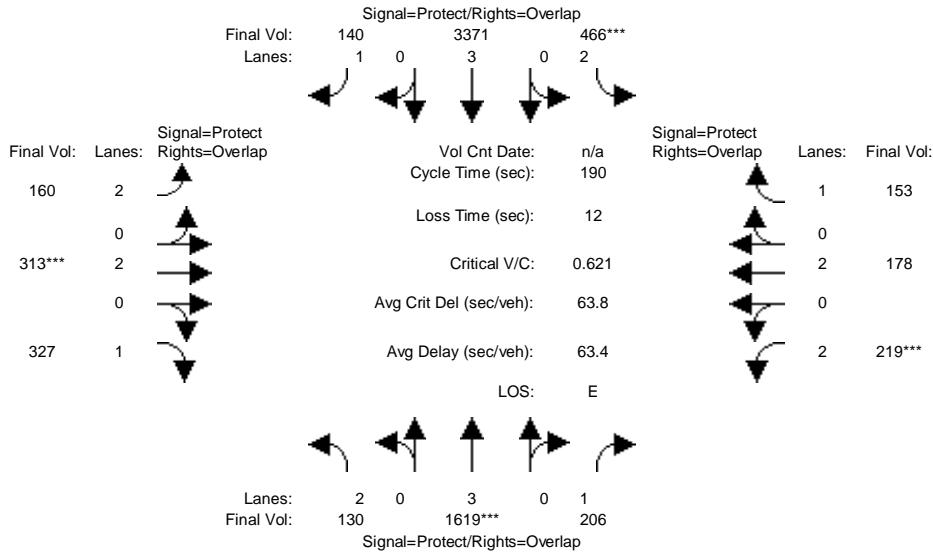 Signal=Protect/Rights=Overlap
Final Vol: 140 3371 466***
Lanes: 1 0 3 0 2
Signal=Protect Signal=Protect
Final Vol: Lanes: Rights=Overlap Vol Cnt Date: n/a Rights=Overlap Lanes: Final Vol:
Cycle Time (sec): 190
160 2 1 153
Loss Time (sec): 12
0 0
313*** 2 Critical V/C: 0.621 2 178
0 Avg Crit Del (sec/veh): 63.8 0
327 1 Avg Delay (sec/veh): 63.4 2 219***
LOS: E
Lanes: 2 0 3 0 1
Final Vol: 130 1619*** 206
Signal=Protect/Rights=Overlap